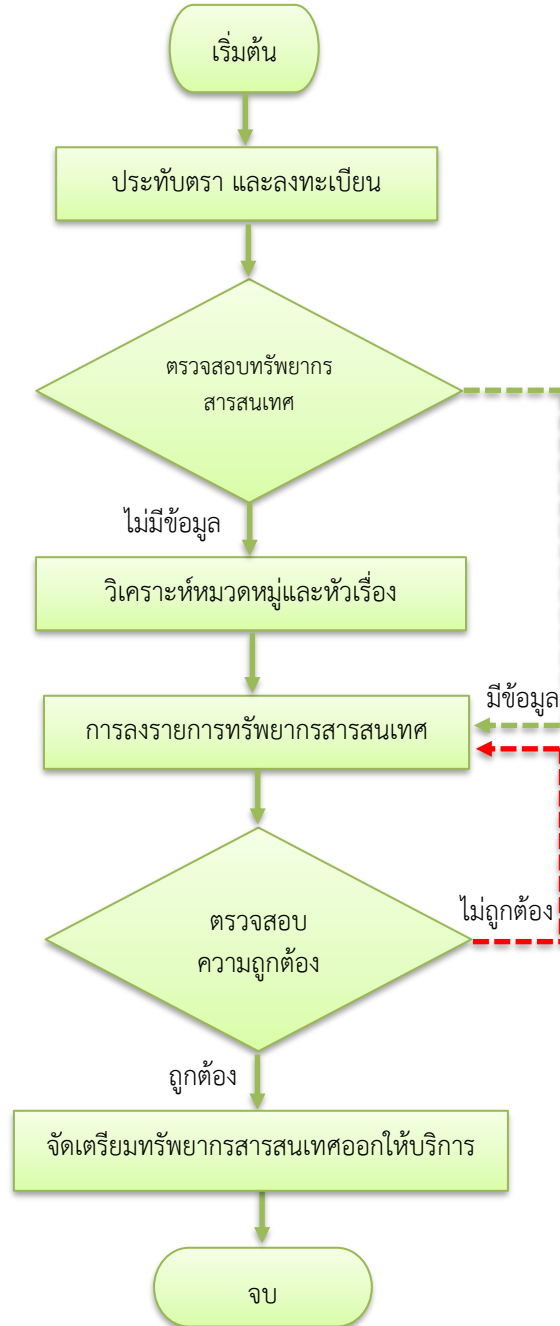 เริ่มต้น
ประทับตรา และลงทะเบียน
ตรวจสอบทรัพยากร
สารสนเทศ
ไม่มีข้อมูล
วิเคราะห์หมวดหมู่และหัวเรื่อง
มีข้อมูล
การลงรายการทรัพยากรสารสนเทศ
ไม่ถูกต้อง
ตรวจสอบ
ความถูกต้อง
ถูกต้อง
จัดเตรียมทรัพยากรสารสนเทศออกให้บริการ
จบ